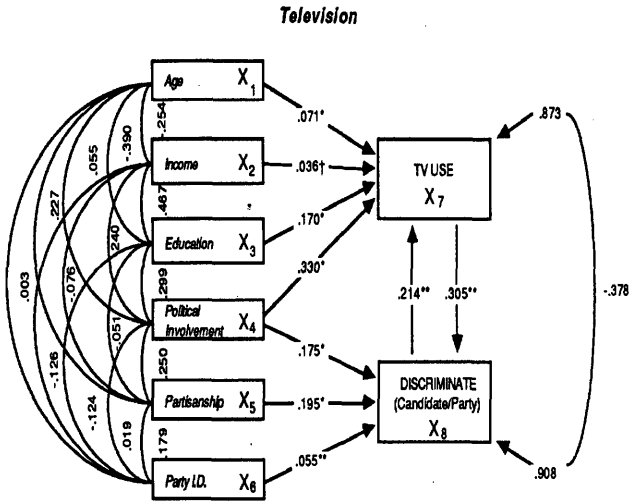 Television
Age X1
Income X2
Education X3
Political
Involvement X4
Partisanship X5
Party I.D. X6
TV USE
X7
DISCRIMINATE
(Candidate/Party)
X8
.071*
.036†
.170*
.330*
.175*
.195*
.055**
.214**
.305**
.873
-.378
.908
-.254
-.390
.055
.227
.003
.467
.240
-.076
-.126
.299
-.051
-.124
.250
.019
.179